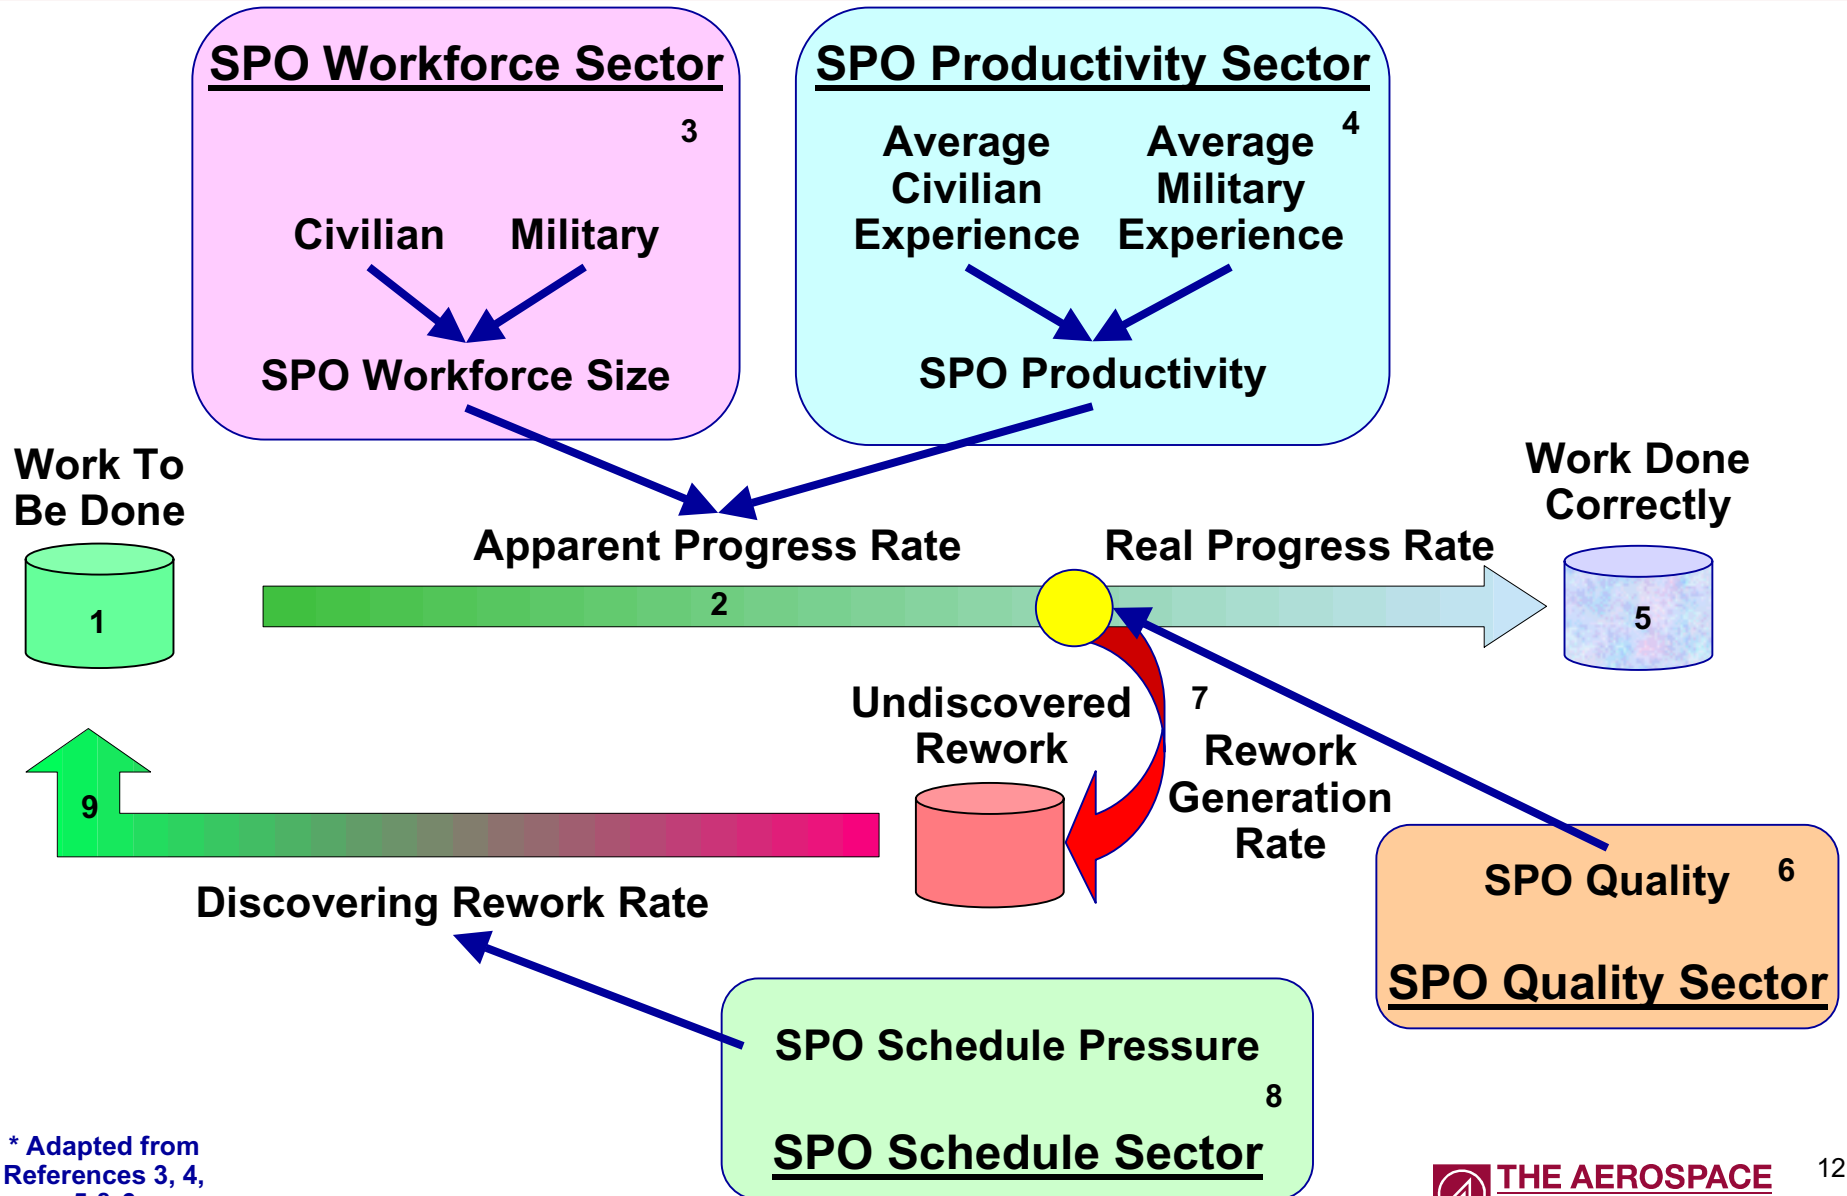 SPO Workforce Sector
3
Civilian
Military
SPO Workforce Size
SPO Productivity Sector
4
Average
Civilian
Experience
Average
Military
Experience
SPO Productivity
Work To
Be Done
1
Apparent Progress Rate
2
Real Progress Rate
Work Done
Correctly
5
Undiscovered
Rework
7
Rework
Generation
Rate
9
Discovering Rework Rate
SPO Quality
6
SPO Quality Sector
SPO Schedule Pressure
8
SPO Schedule Sector
* Adapted from
References 3, 4,
THE AEROSPACE
12